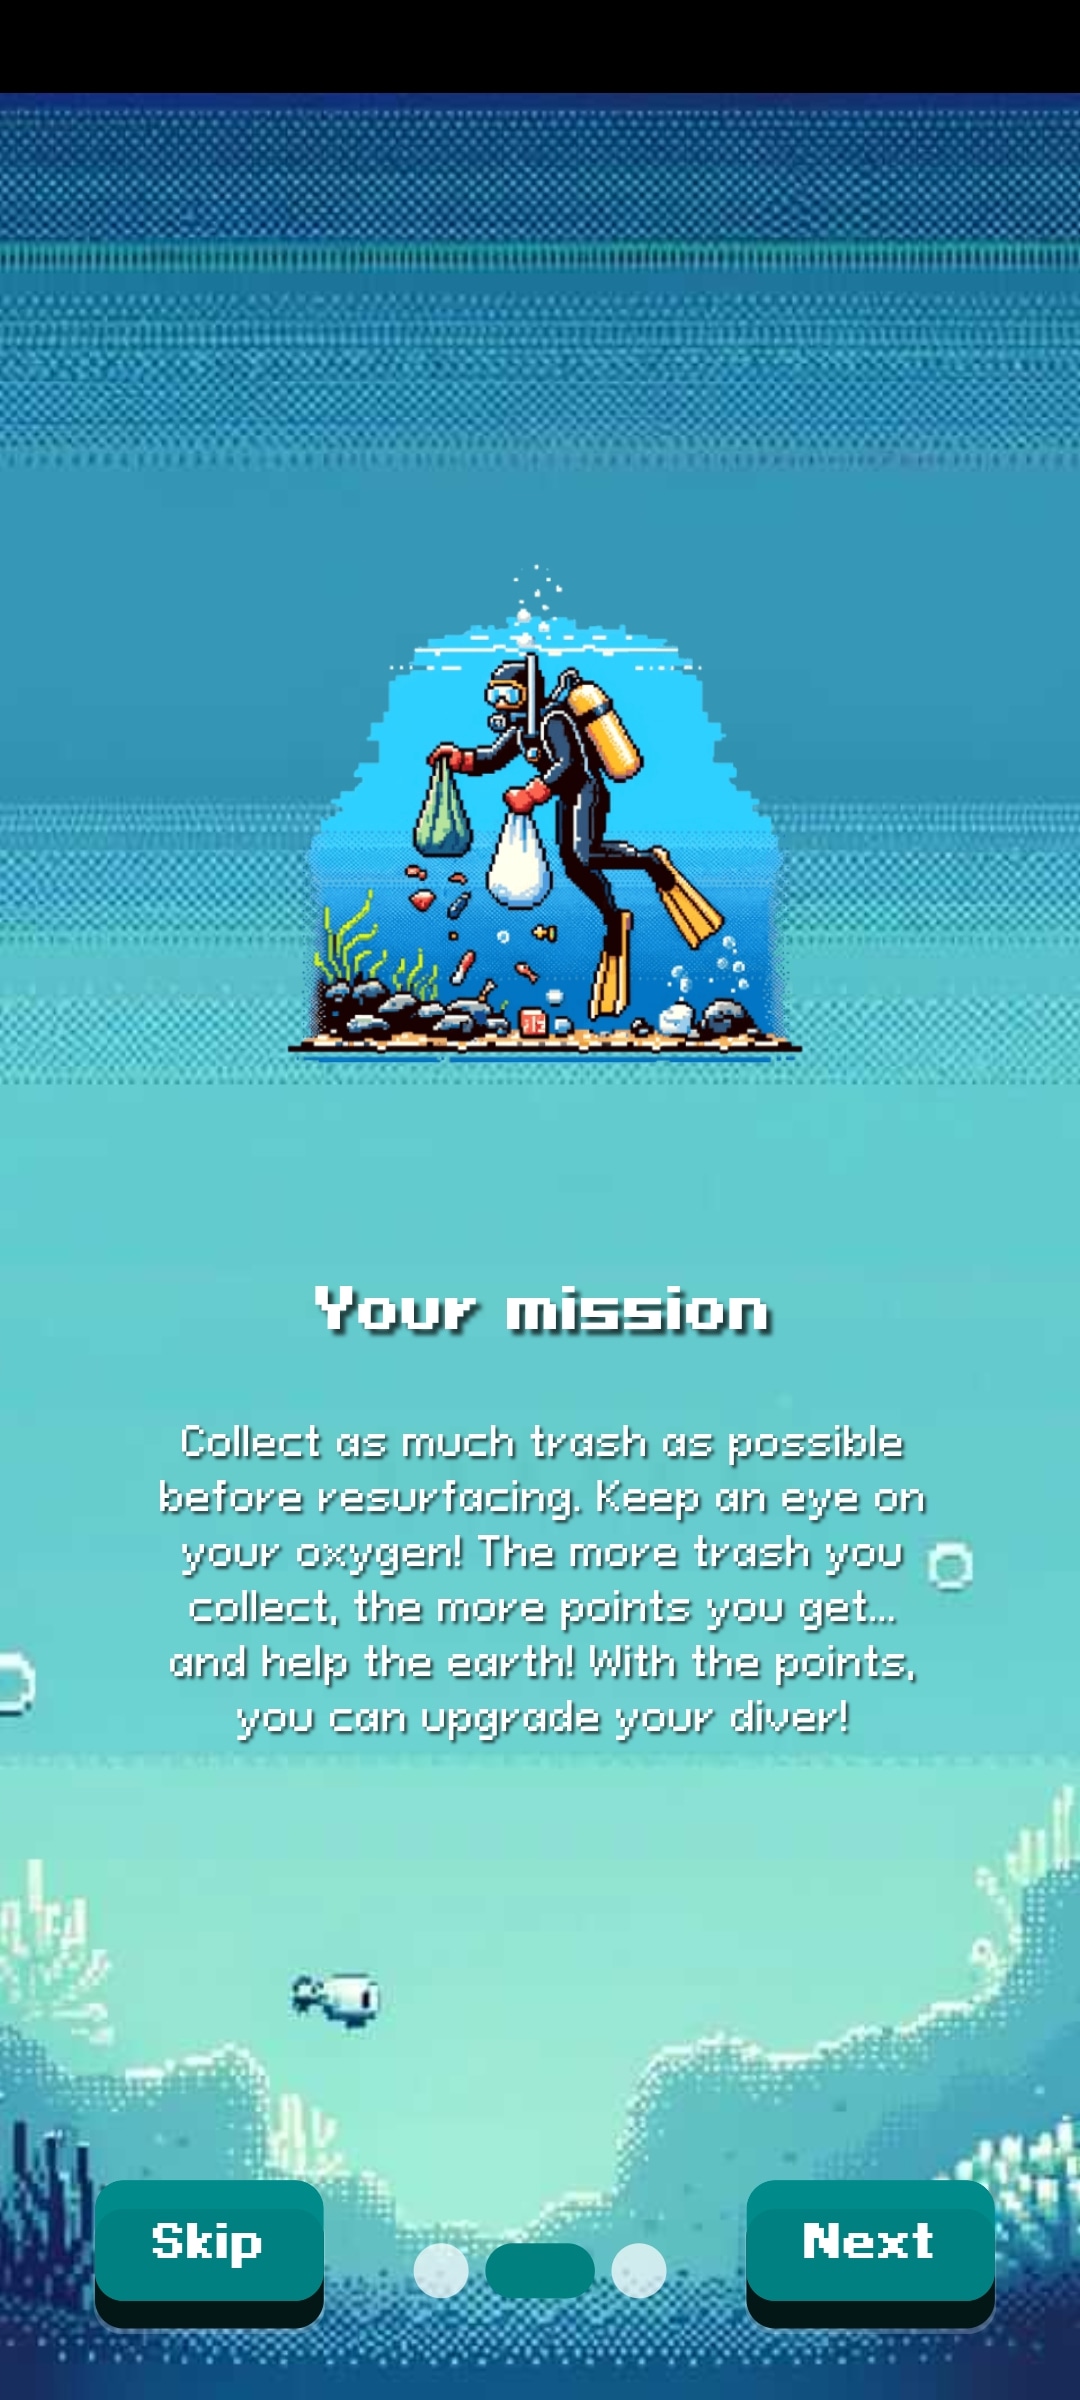 Your mission
Collect as much trash as possible
before resurfacing. Keep an eye on
your oxygen! The more trash you
collect, the more points you get...
and help the earth! With the points,
you can upgrade your diver!
Skip
Next